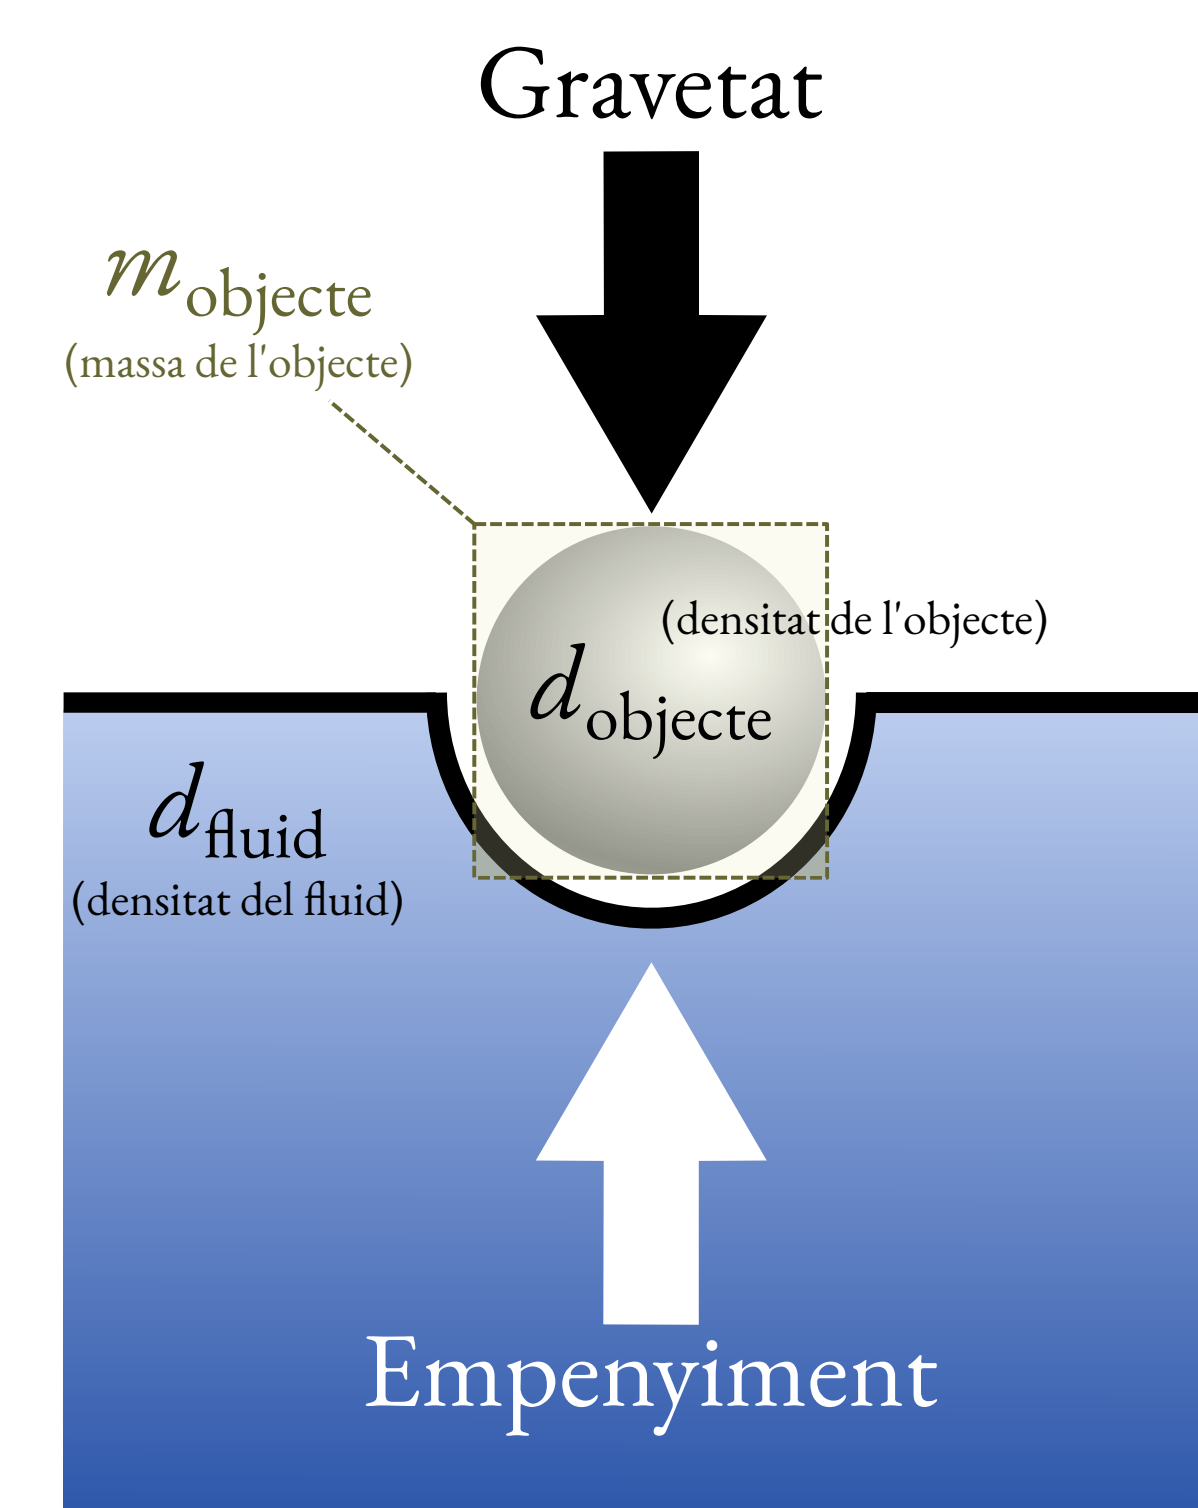 Gravetat
m objecte
(massa de l'objecte)
(densitat de l'objecte)
d objecte
d fluid
(densitat del fluid)
Empenyiment